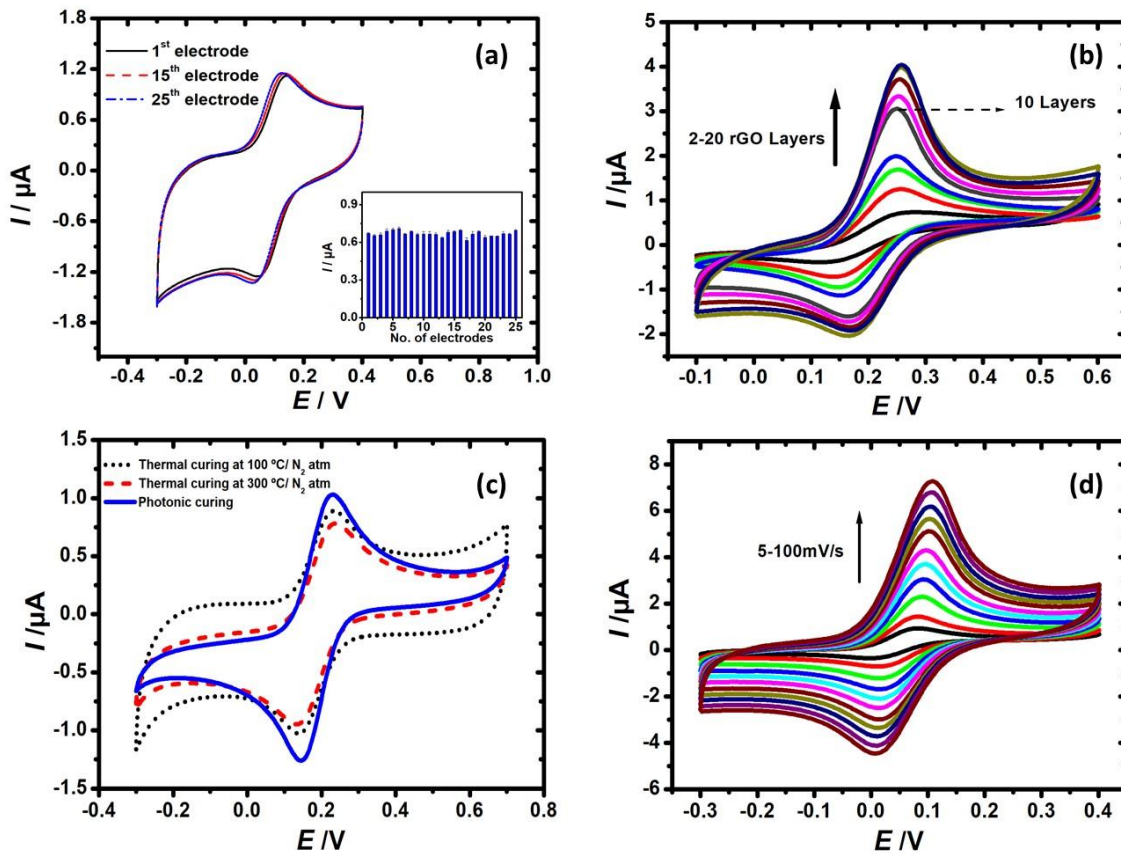 (a)
1st electrode
15th electrode
25th electrode
I / µA
1.8
1.2
0.6
0.0
-0.6
-1.2
-1.8
-0.4 -0.2 0.0 0.2 0.4 0.6 0.8 1.0
E / V
I / µA
0.9
0.6
0.3
0.0
0 5 10 15 20 25
No. of electrodes
(b)
2-20 rGO Layers
10 Layers
I /µA
5
4
3
2
1
0
-1
-2
-0.1 0.0 0.1 0.2 0.3 0.4 0.5 0.6
E /V
(c)
Thermal curing at 100 ºC/ N2 atm
Thermal curing at 300 ºC/ N2 atm
Photonic curing
I /µA
1.5
1.0
0.5
0.0
-0.5
-1.0
-1.5
-0.4 -0.2 0.0 0.2 0.4 0.6 0.8
E /V
(d)
5-100mV/s
I /µA
8
6
4
2
0
-2
-4
-6
-0.3 -0.2 -0.1 0.0 0.1 0.2 0.3 0.4
E /V